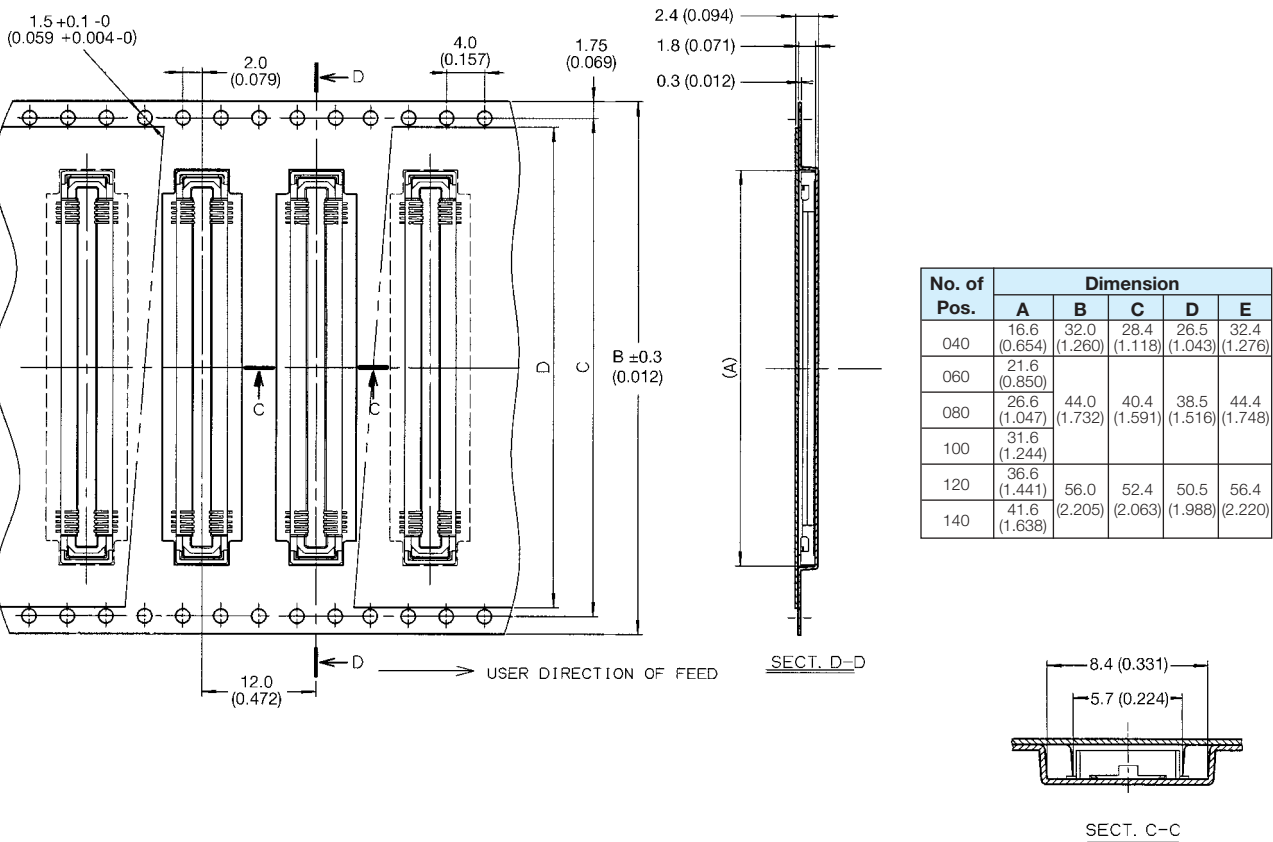 1.5 +0.1 -0
(0.059 +0.004-0)
2.0
(0.079)
D
4.0
(0.157)
1.75
(0.069)
2.4 (0.094)
1.8 (0.071)
0.3 (0.012)
C
C
D
C
B ±0.3
(0.012)
(A)
12.0
(0.472)
D
USER DIRECTION OF FEED
SECT. D-D
No. of Pos. Dimension
A B C D E
040 16.6 (0.654) 32.0 (1.260) 28.4 (1.118) 26.5 (1.043) 32.4 (1.276)
060 21.6 (0.850)
080 26.6 (1.047) 44.0 (1.732) 40.4 (1.591) 38.5 (1.516) 44.4 (1.748)
100 31.6 (1.244)
120 36.6 (1.441) 56.0 (2.205) 52.4 (2.063) 50.5 (1.988) 56.4 (2.220)
140 41.6 (1.638)
8.4 (0.331)
5.7 (0.224)
SECT. C-C